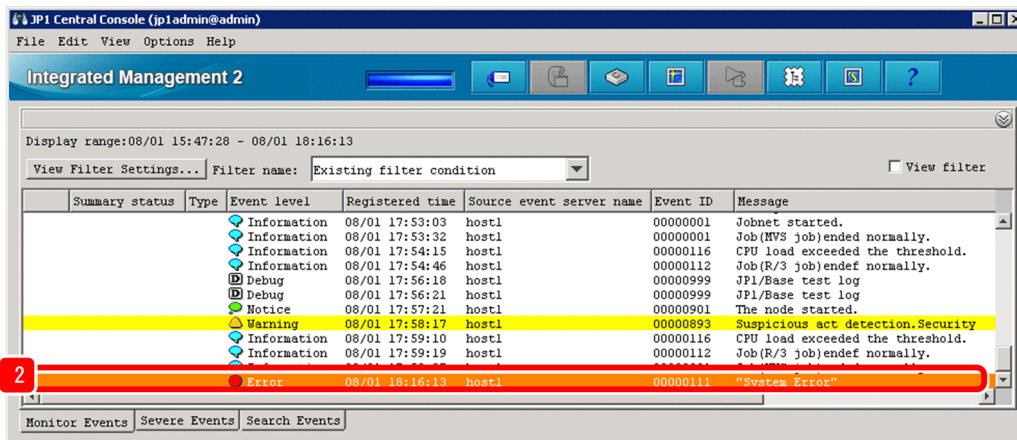 JP1 Central Console (jp1admin@admin)
File Edit View Options Help
Integrated Management 2
Display range:08/01 15:47:28 - 08/01 18:16:13
View Filter Settings... Filter name: Existing filter condition View filter
Summary status Type Event level Registered time Source event server name Event ID Message
Information 08/01 17:53:03 host1 00000001 Jobnet started.
Information 08/01 17:53:32 host1 00000001 Job(MVS job)ended normally.
Information 08/01 17:54:15 host1 00000116 CPU load exceeded the threshold.
Information 08/01 17:54:46 host1 00000112 Job(R/3 job)endef normally.
D Debug 08/01 17:56:18 host1 00000999 JP1/Base test log
D Debug 08/01 17:56:21 host1 00000999 JP1/Base test log
Notice 08/01 17:57:21 host1 00000901 The node started.
Warning 08/01 17:58:17 host1 00000893 Suspicious act detection.Security
Information 08/01 17:59:10 host1 00000116 CPU load exceeded the threshold.
Information 08/01 17:59:19 host1 00000112 Job(R/3 job)endef normally.
2
Error 08/01 18:16:13 host1 00000111 "System Error"
Monitor Events Severe Events Search Events